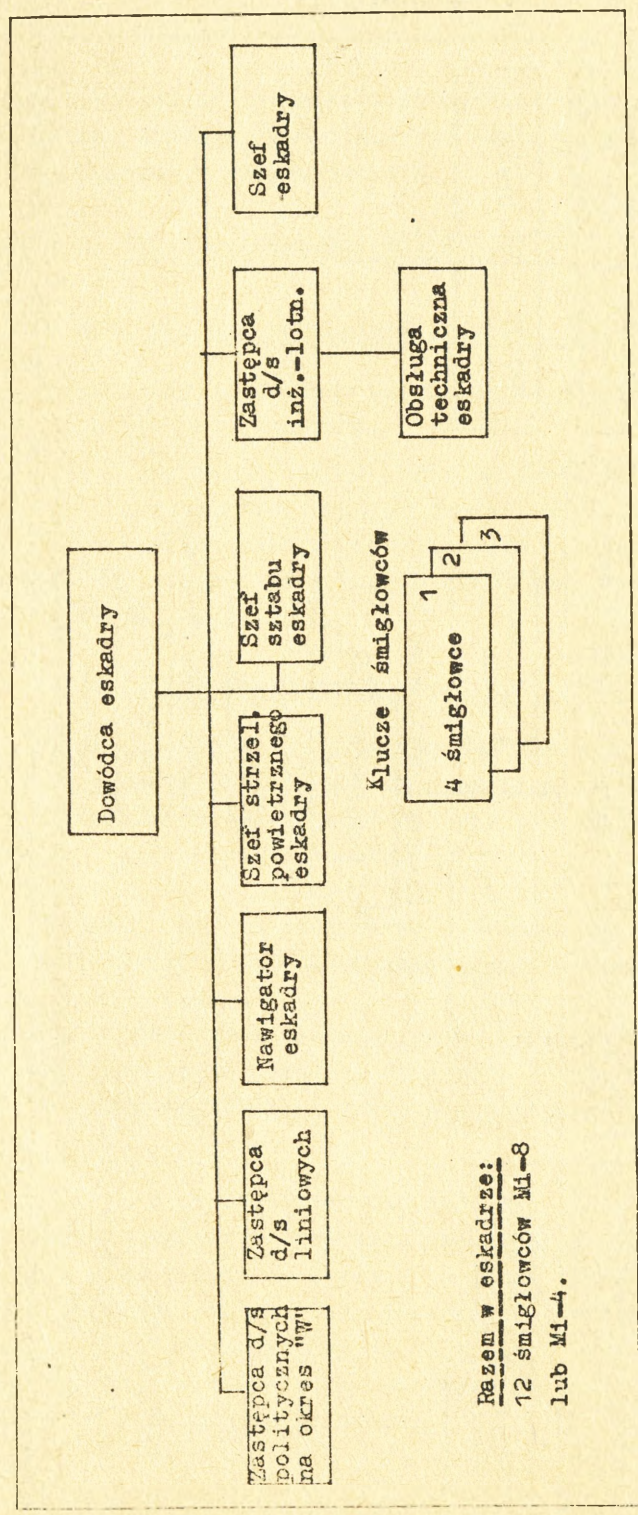 Dowódca eskadry
Zastępca d/s
politycznych
na okres "W"
Zastępca
d/s
liniowych
Nawigator
eskadry
Szef strzel.
powietrznego
eskadry
Szef
sztabu
eskadry
Zastępca
d/s
inż.-lotn.
Szef
eskadry
Klucze śmigłowców
4 śmigłowce
1
2
3
Obsługa
techniczna
eskadry
Razem w eskadrze:
12 śmigłowców Mi-8
lub Mi-4.